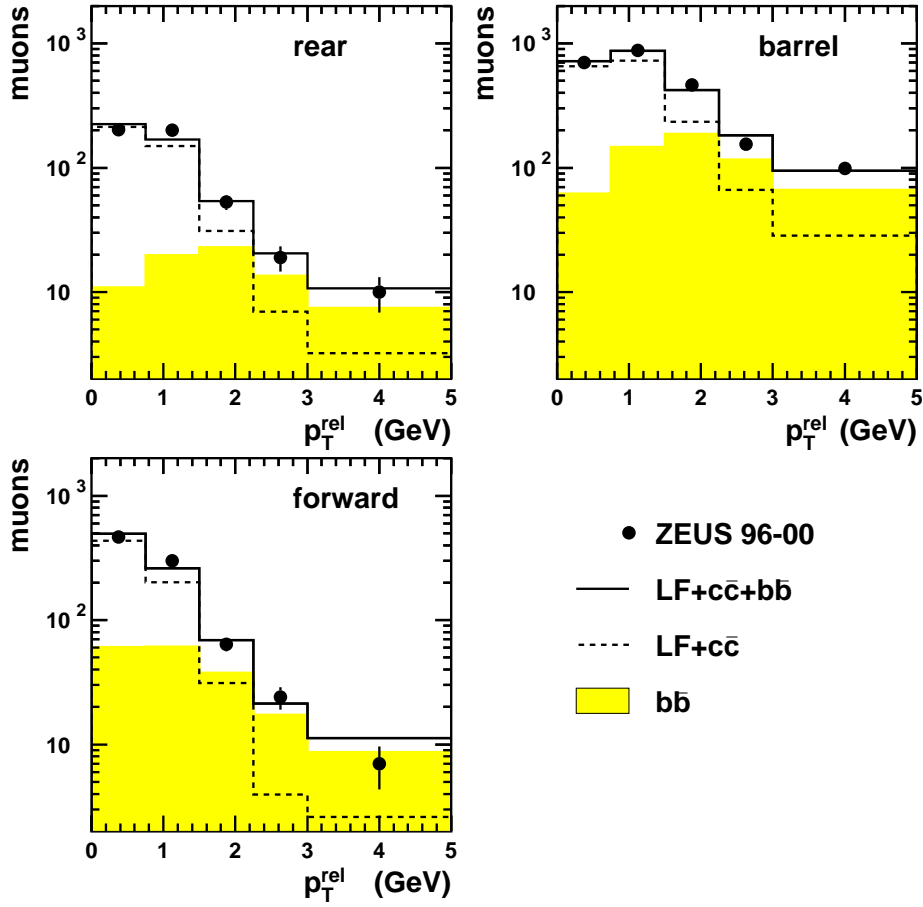 rear
muons
10³
10²
10
0 1 2 3 4 5
p_T^rel (GeV)
barrel
muons
10³
10²
10
0 1 2 3 4 5
p_T^rel (GeV)
forward
muons
10³
10²
10
0 1 2 3 4 5
p_T^rel (GeV)
ZEUS 96-00
LF+cc̄+bb̄
LF+cc̄
bb̄